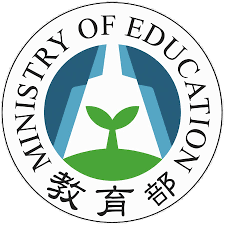 MINISTRY OF EDUCATION
教育部